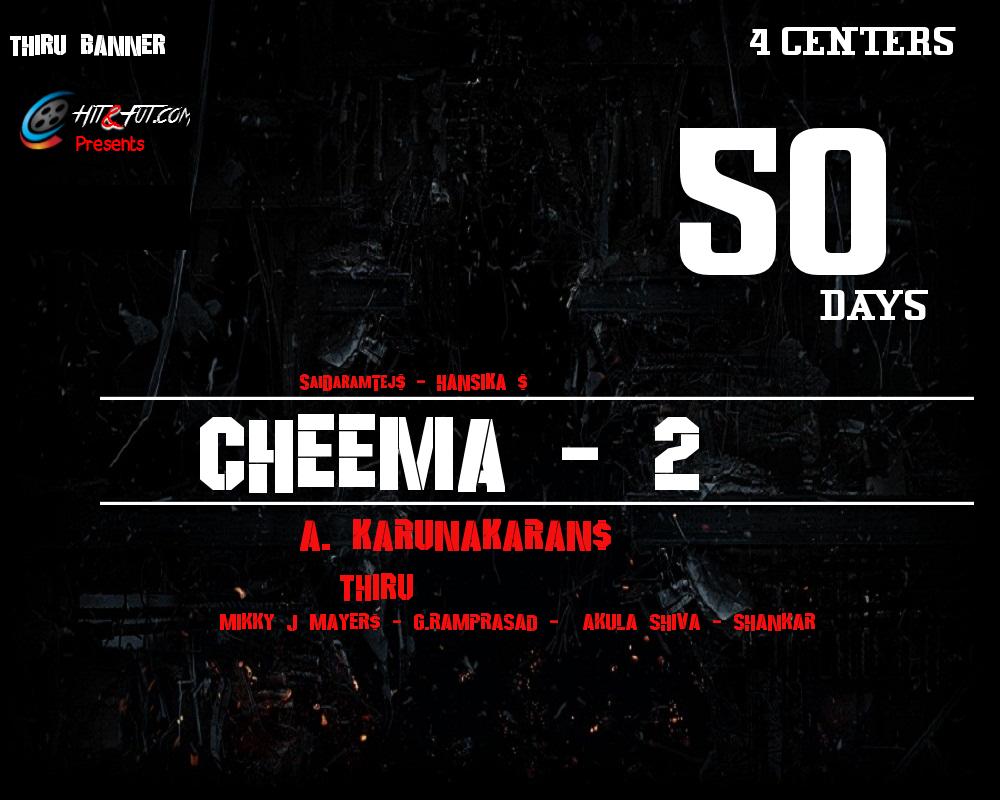 THIRU BANNER
4 CENTERS
HIT&FUT.COM
Presents
50
DAYS
SAIDARAMTEJ$ - HANSIKA $
CHEEMA - 2
A. KARUNAKARAN$
THIRU
MIKKY J MAYER$ - G.RAMPRASAD - AKULA SHIVA - SHANKAR